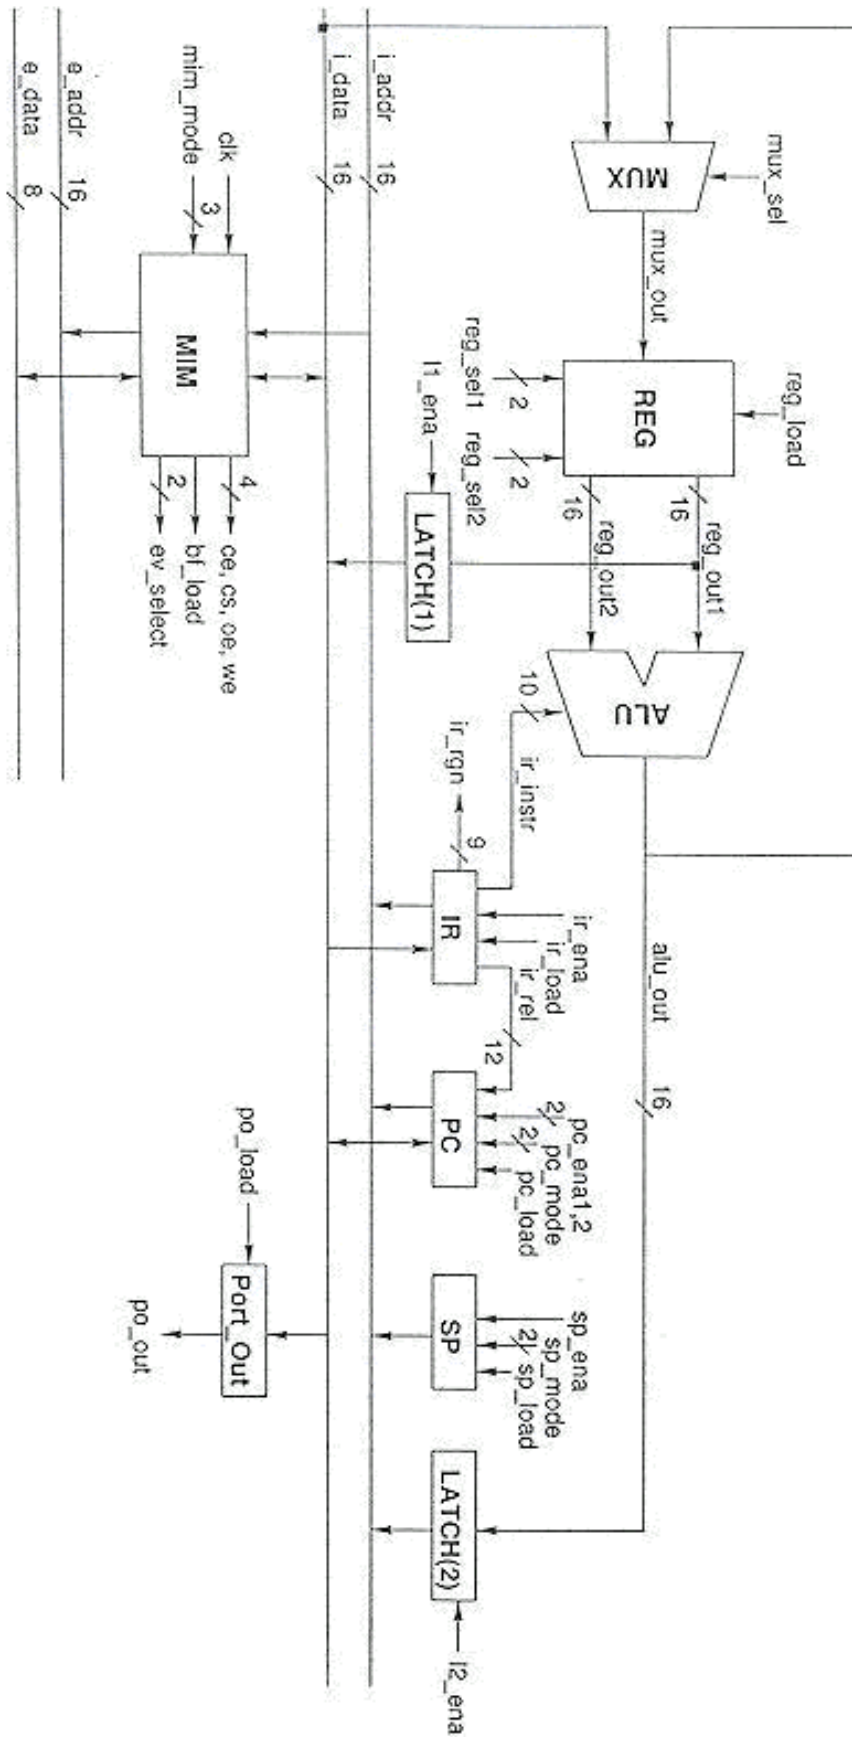 mux_sel
MUX
mux_out
reg_load
REG
reg_sel1
2
reg_sel2
2
16
reg_out1
16
reg_out2
l1_ena
LATCH(1)
ALU
10
ir_instr
alu_out
16
ir_rgn
9
IR
ir_ena
ir_load
ir_rel
12
PC
2
pc_ena1,2
2
pc_mode
pc_load
SP
sp_ena
2
sp_mode
sp_load
LATCH(2)
l2_ena
i_addr
16
i_data
16
clk
mim_mode
3
MIM
4
ce, cs, oe, we
bf_load
2
ev_select
po_load
Port_Out
po_out
e_addr
16
e_data
8